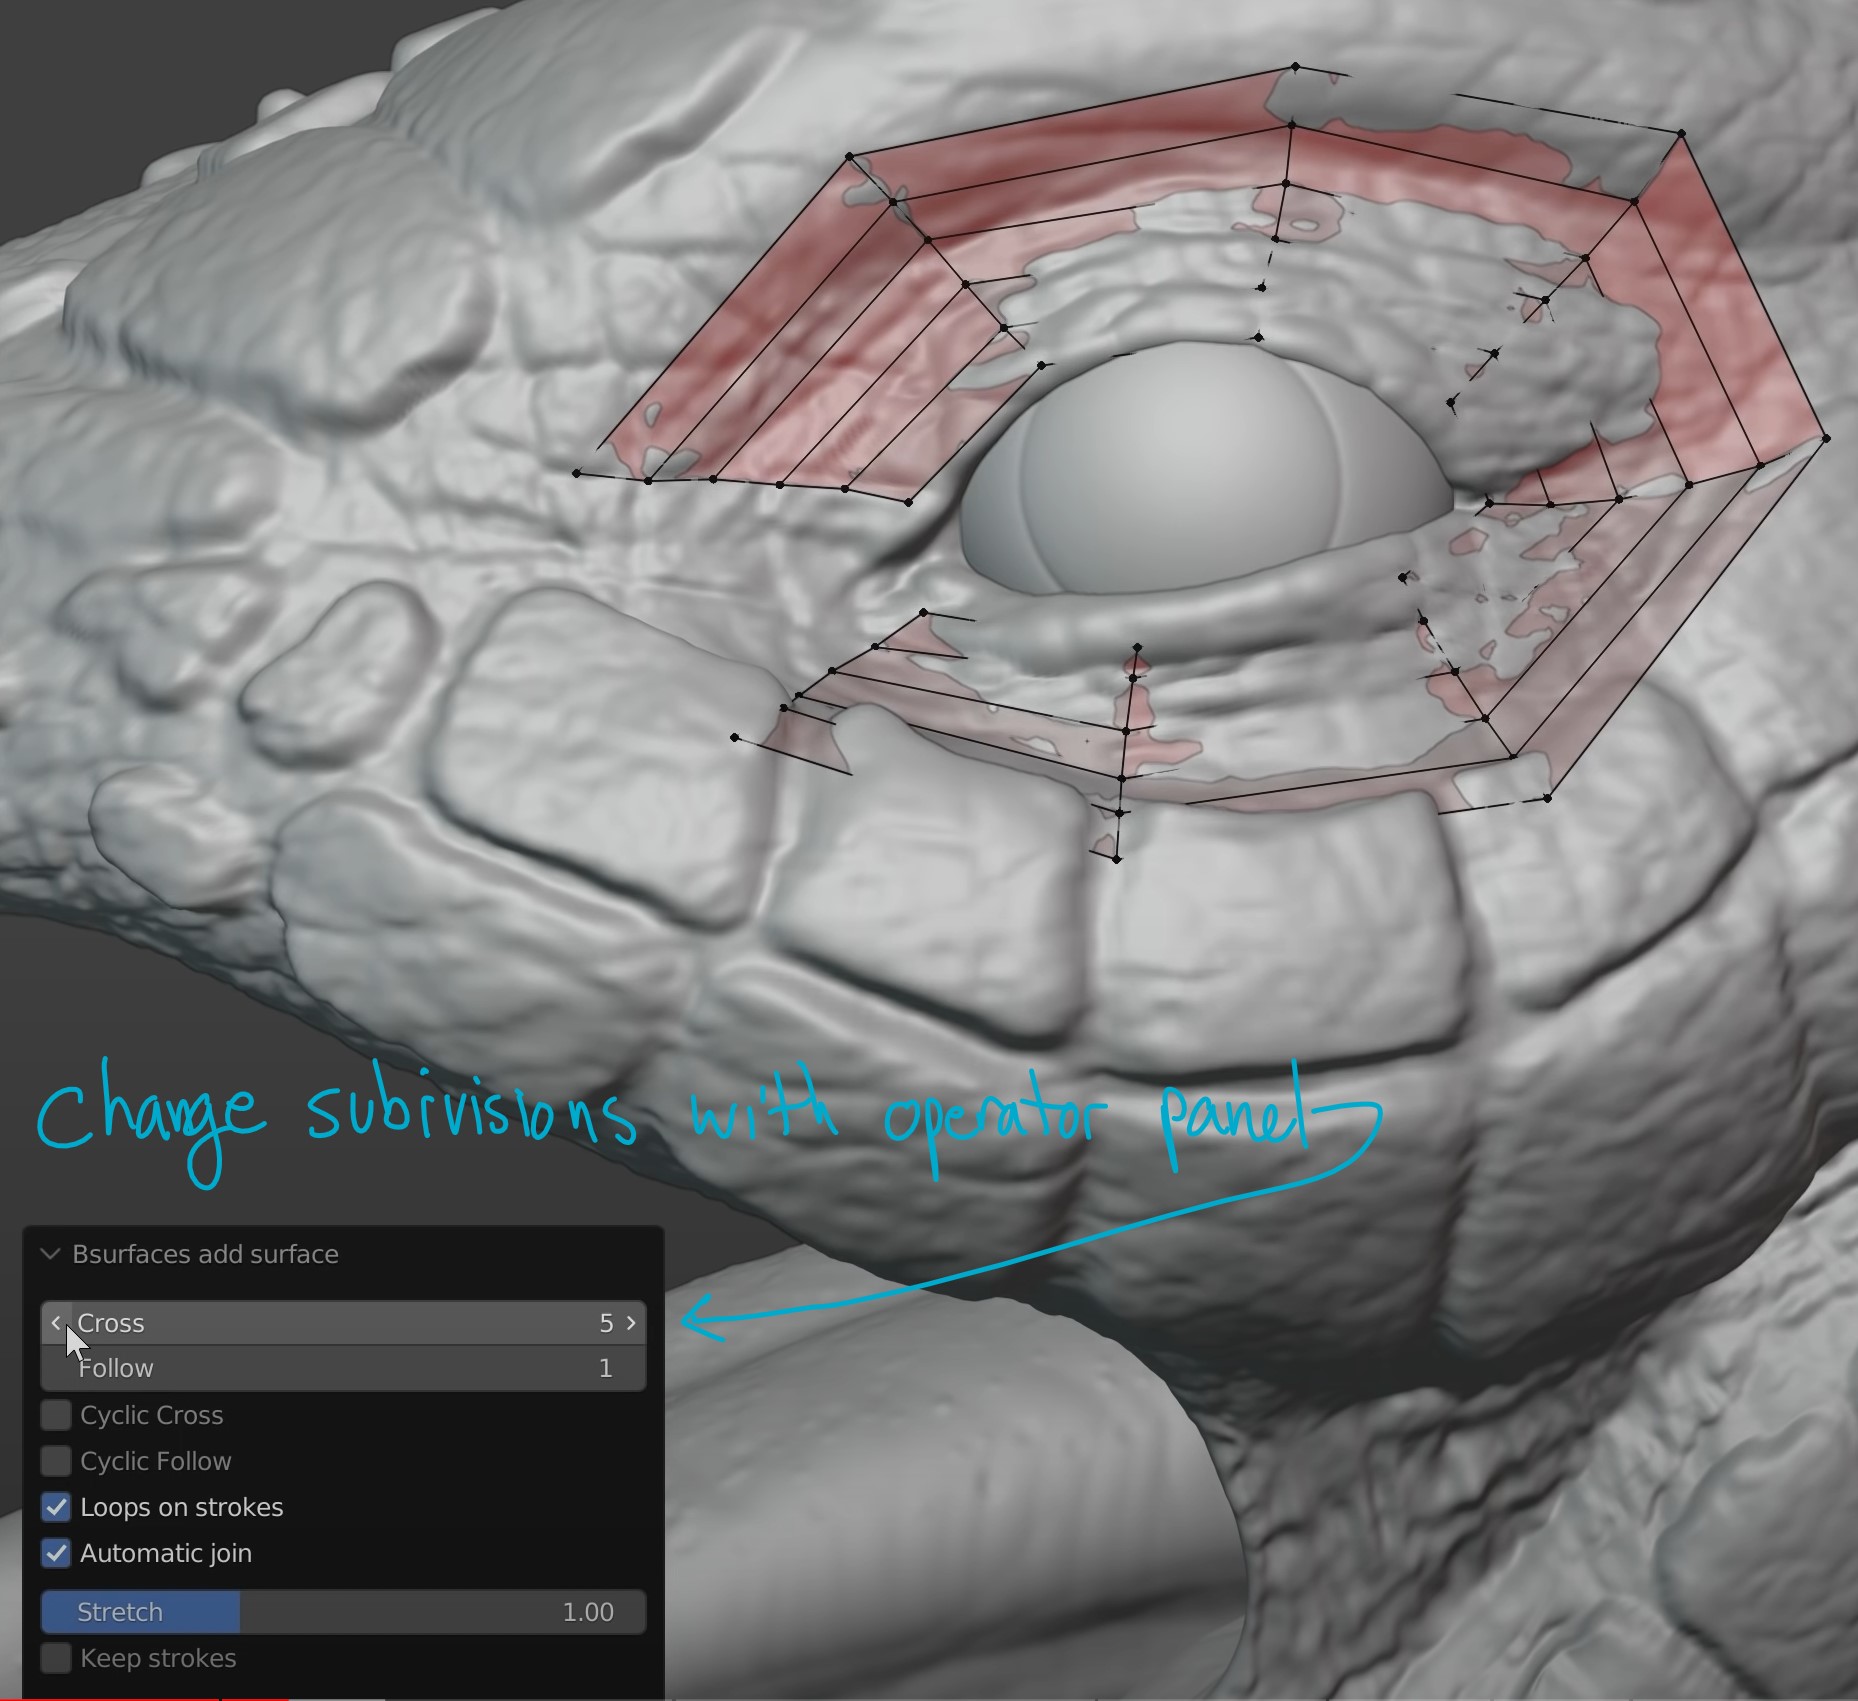 Change subrivisions with operator panel
Bsurfaces add surface
Cross 5
Follow 1
Cyclic Cross
Cyclic Follow
Loops on strokes
Automatic join
Stretch 1.00
Keep strokes